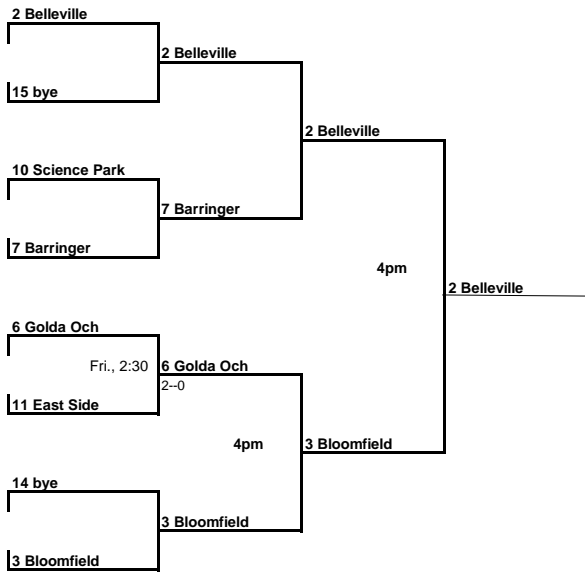 2 Belleville
2 Belleville
15 bye
2 Belleville
10 Science Park
7 Barringer
7 Barringer
4pm
2 Belleville
6 Golda Och
Fri., 2:30
6 Golda Och
2--0
11 East Side
4pm
3 Bloomfield
14 bye
3 Bloomfield
3 Bloomfield